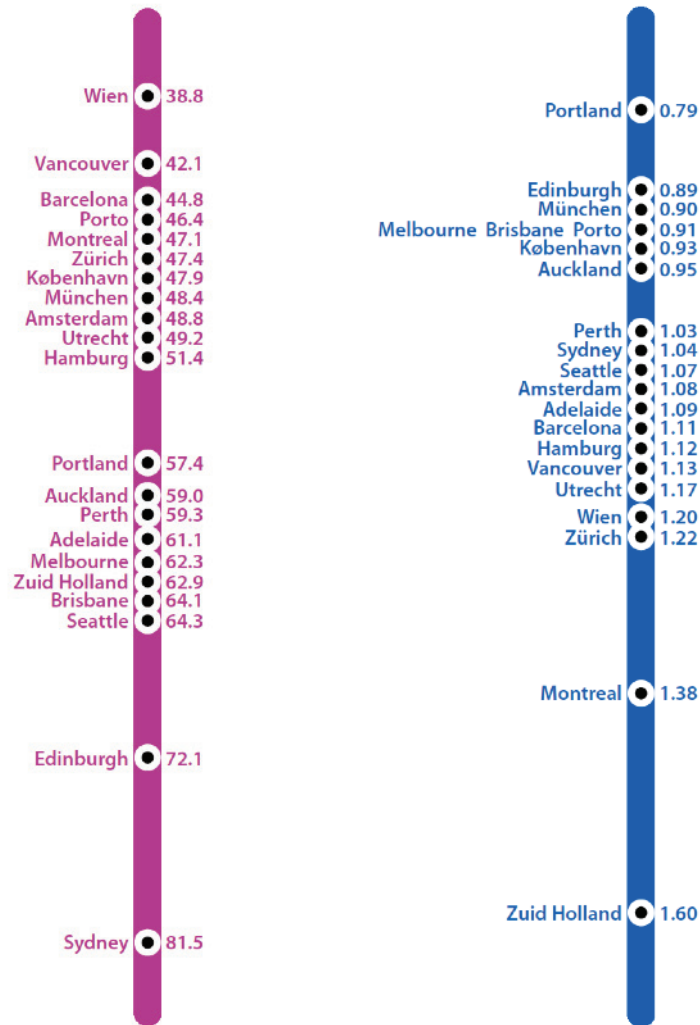 Wien 38.8
Vancouver 42.1
Barcelona 44.8
Porto 46.4
Montreal 47.1
Zürich 47.4
København 47.9
München 48.4
Amsterdam 48.8
Utrecht 49.2
Hamburg 51.4
Portland 57.4
Auckland 59.0
Perth 59.3
Adelaide 61.1
Melbourne 62.3
Zuid Holland 62.9
Brisbane 64.1
Seattle 64.3
Edinburgh 72.1
Sydney 81.5
Portland 0.79
Edinburgh 0.89
München 0.90
Melbourne Brisbane Porto 0.91
København 0.93
Auckland 0.95
Perth 1.03
Sydney 1.04
Seattle 1.07
Amsterdam 1.08
Adelaide 1.09
Barcelona 1.11
Hamburg 1.12
Vancouver 1.13
Utrecht 1.17
Wien 1.20
Zürich 1.22
Montreal 1.38
Zuid Holland 1.60